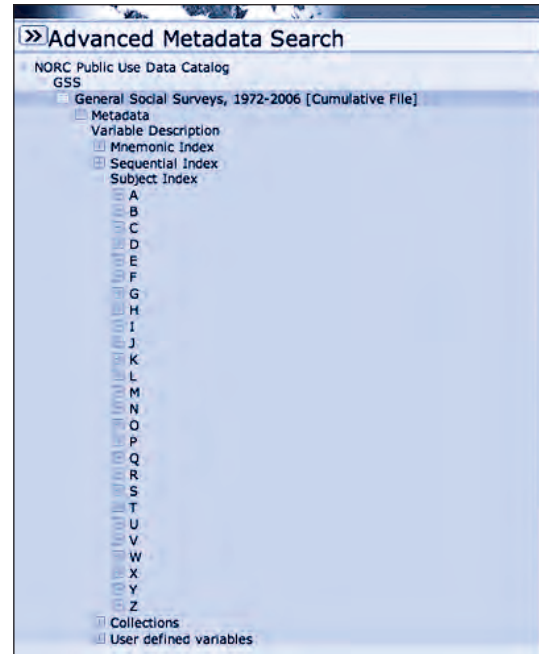 Advanced Metadata Search
NORC Public Use Data Catalog
GSS
General Social Surveys, 1972-2006 [Cumulative File]
Metadata
Variable Description
Mnemonic Index
Sequential Index
Subject Index
A
B
C
D
E
F
G
H
I
J
K
L
M
N
O
P
Q
R
S
T
U
V
W
X
Y
Z
Collections
User defined variables